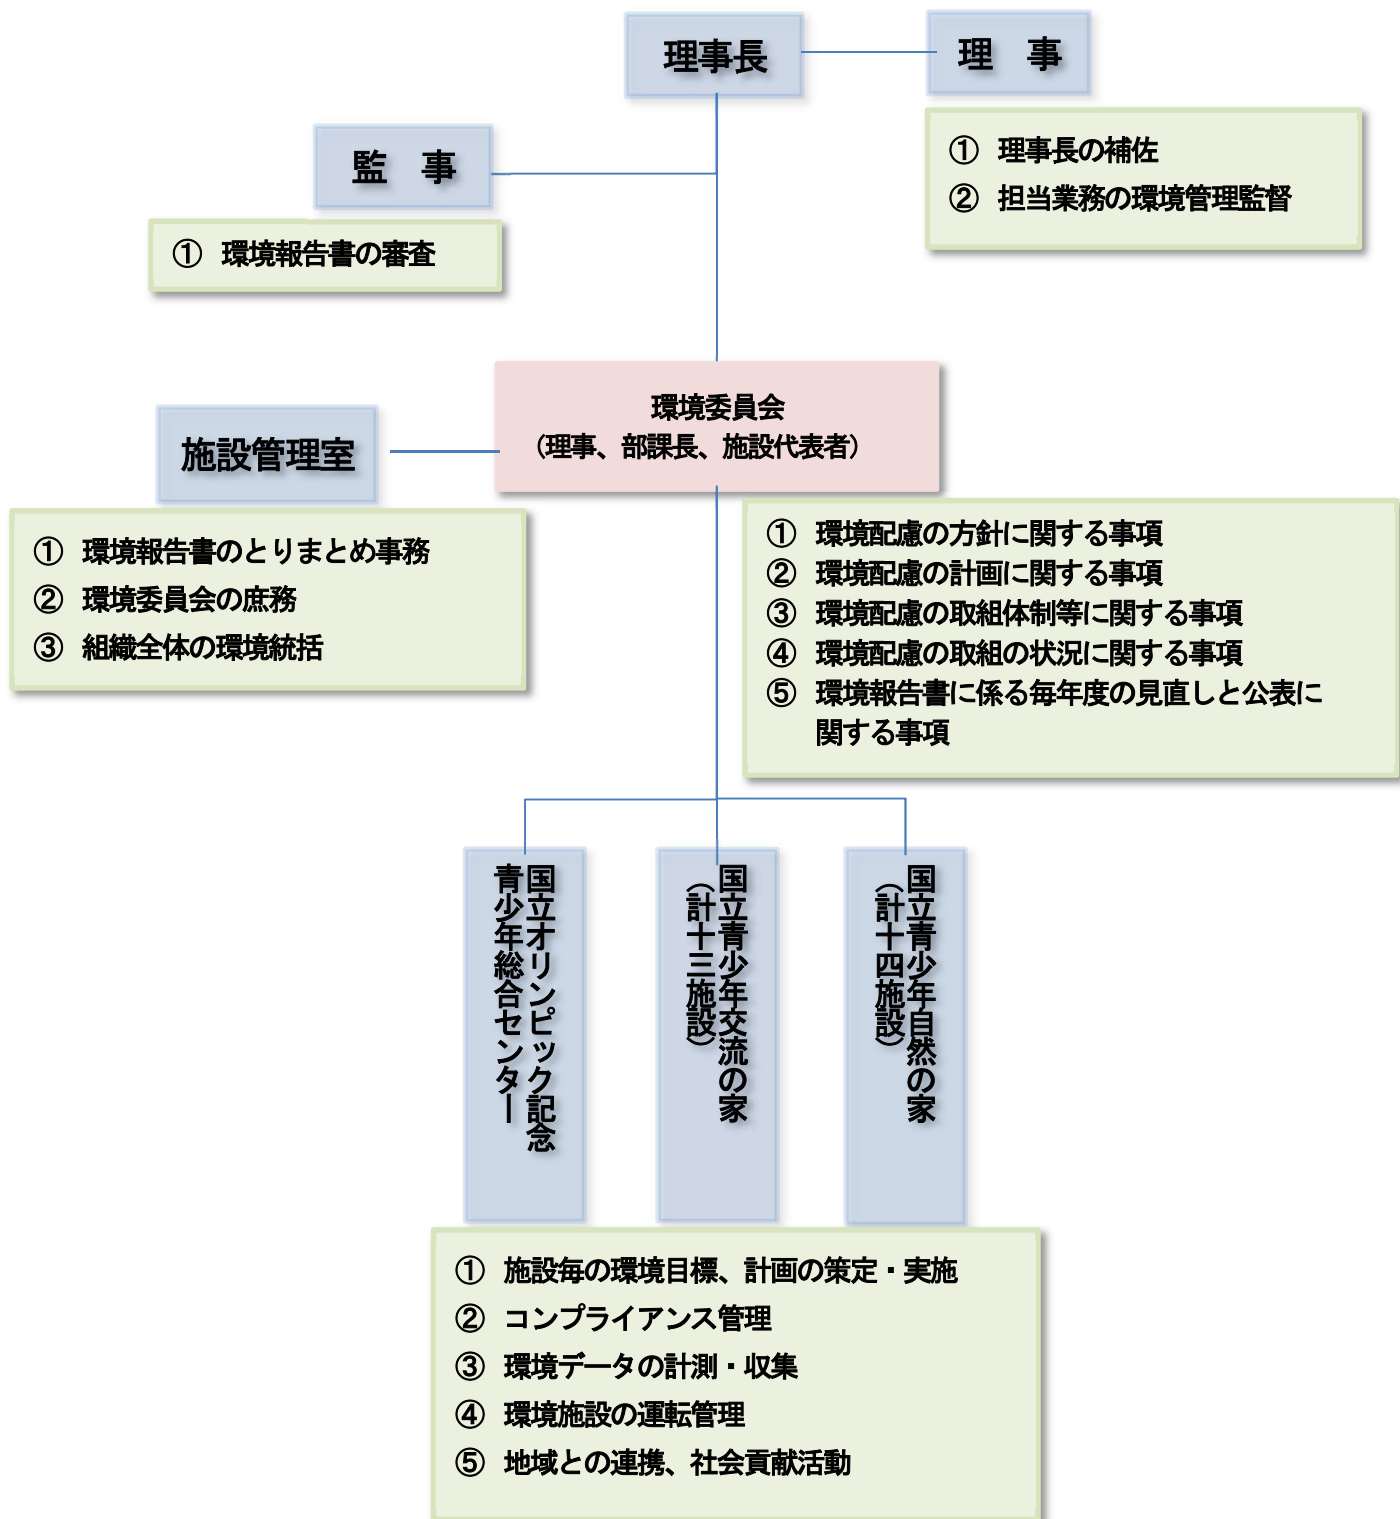 理事長
理　事
① 理事長の補佐
② 担当業務の環境管理監督
監　事
① 環境報告書の審査
環境委員会
（理事、部課長、施設代表者）
施設管理室
① 環境報告書のとりまとめ事務
② 環境委員会の庶務
③ 組織全体の環境統括
① 環境配慮の方針に関する事項
② 環境配慮の計画に関する事項
③ 環境配慮の取組体制等に関する事項
④ 環境配慮の取組の状況に関する事項
⑤ 環境報告書に係る毎年度の見直しと公表に
関する事項
国立オリンピック記念
青少年総合センター
国立青少年交流の家
（計十三施設）
国立青少年自然の家
（計十四施設）
① 施設毎の環境目標、計画の策定・実施
② コンプライアンス管理
③ 環境データの計測・収集
④ 環境施設の運転管理
⑤ 地域との連携、社会貢献活動